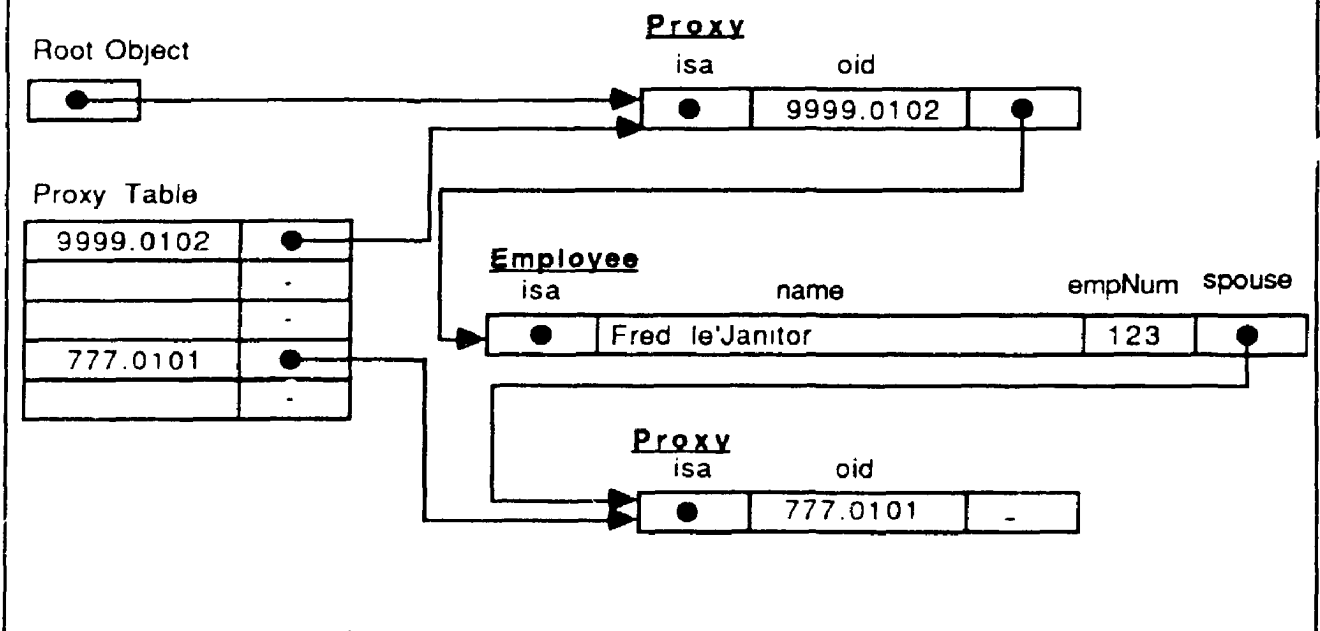 Proxy
Root Object
isa oid
9999.0102
Proxy Table
9999.0102
-
-
777.0101
-
Employee
isa name empNum spouse
Fred le'Janitor 123
Proxy
isa oid
777.0101 -